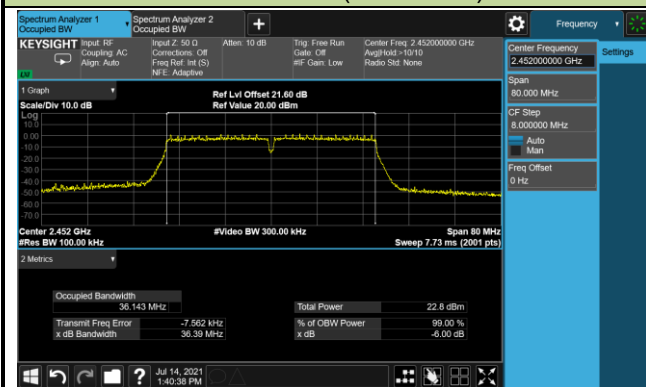 Spectrum Analyzer 1
Occupied BW
Spectrum Analyzer 2
Occupied BW
+
Frequency
KEYSIGHT
Input: RF
Coupling: AC
Align: Auto
Input Z: 50 Ω
Corrections: Off
Freq Ref: Int (S)
NFE: Adaptive
Atten: 10 dB
Trig: Free Run
Gate: Off
#IF Gain: Low
Center Freq: 2.452000000 GHz
Avg|Hold:>10/10
Radio Std: None
Center Frequency
2.452000000 GHz
Settings
Span
80.000 MHz
CF Step
8.000000 MHz
Auto
Man
Freq Offset
0 Hz
LXI
1 Graph
Scale/Div 10.0 dB
Ref Lvl Offset 21.60 dB
Ref Value 20.00 dBm
Log
10.0
0.00
-10.0
-20.0
-30.0
-40.0
-50.0
-60.0
-70.0
Center 2.452 GHz
#Res BW 100.00 kHz
#Video BW 300.00 kHz
Span 80 MHz
Sweep 7.73 ms (2001 pts)
2 Metrics
Occupied Bandwidth
36.143 MHz
Total Power 22.8 dBm
Transmit Freq Error -7.562 kHz
% of OBW Power 99.00 %
x dB Bandwidth 36.39 MHz
x dB -6.00 dB
?
Jul 14, 2021
1:40:38 PM